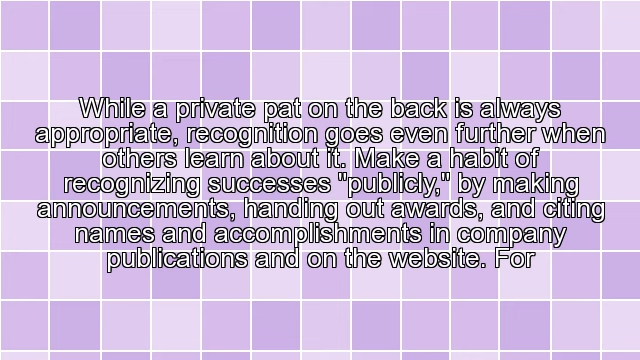 While a private pat on the back is always
appropriate, recognition goes even further when
others learn about it. Make a habit of
recognizing successes "publicly," by making
announcements, handing out awards, and citing
names and accomplishments in company
publications and on the website. For